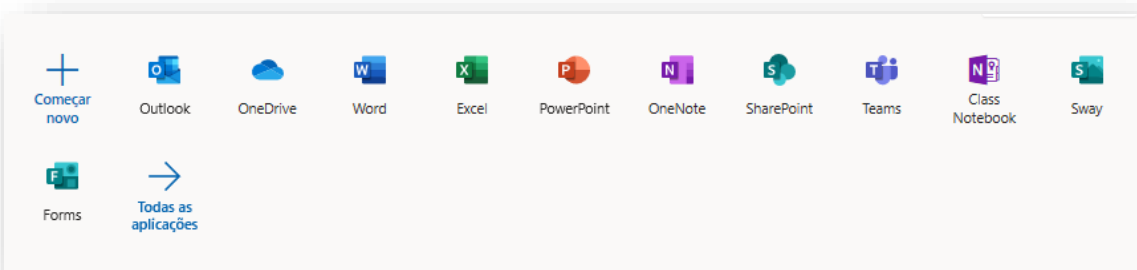 Começar
novo
Outlook
OneDrive
Word
Excel
PowerPoint
OneNote
SharePoint
Teams
Class
Notebook
Sway
Forms
Todas as
aplicações